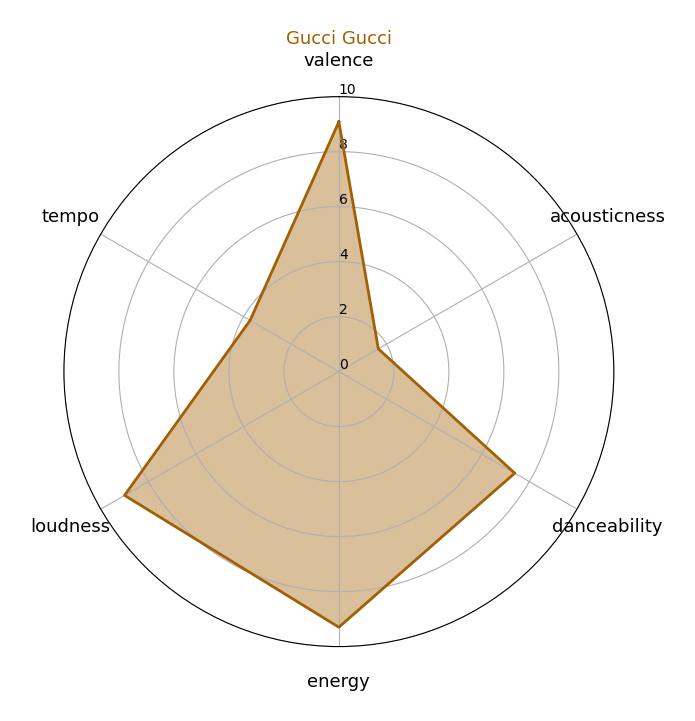 Gucci Gucci
valence
10
8
6
4
2
0
tempo
acousticness
loudness
danceability
energy